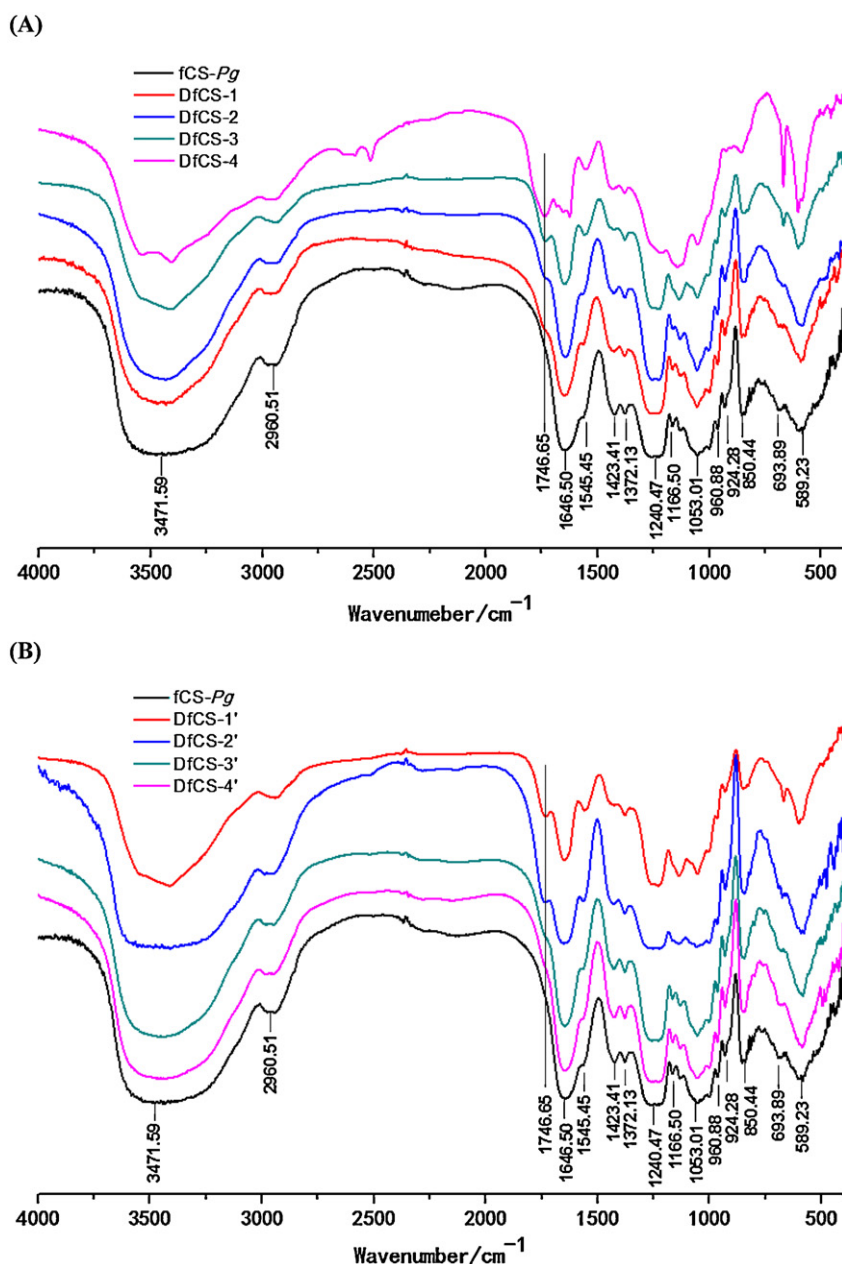 (A)
fCS-Pg
DfCS-1
DfCS-2
DfCS-3
DfCS-4
3471.59
2960.51
1746.65
1646.50
1545.45
1423.41
1372.13
1240.47
1166.50
1053.01
960.88
924.28
850.44
693.89
589.23
4000 3500 3000 2500 2000 1500 1000 500
Wavenumeber/cm⁻¹
(B)
fCS-Pg
DfCS-1'
DfCS-2'
DfCS-3'
DfCS-4'
3471.59
2960.51
1746.65
1646.50
1545.45
1423.41
1372.13
1240.47
1166.50
1053.01
960.88
924.28
850.44
693.89
589.23
4000 3500 3000 2500 2000 1500 1000 500
Wavenumber/cm⁻¹